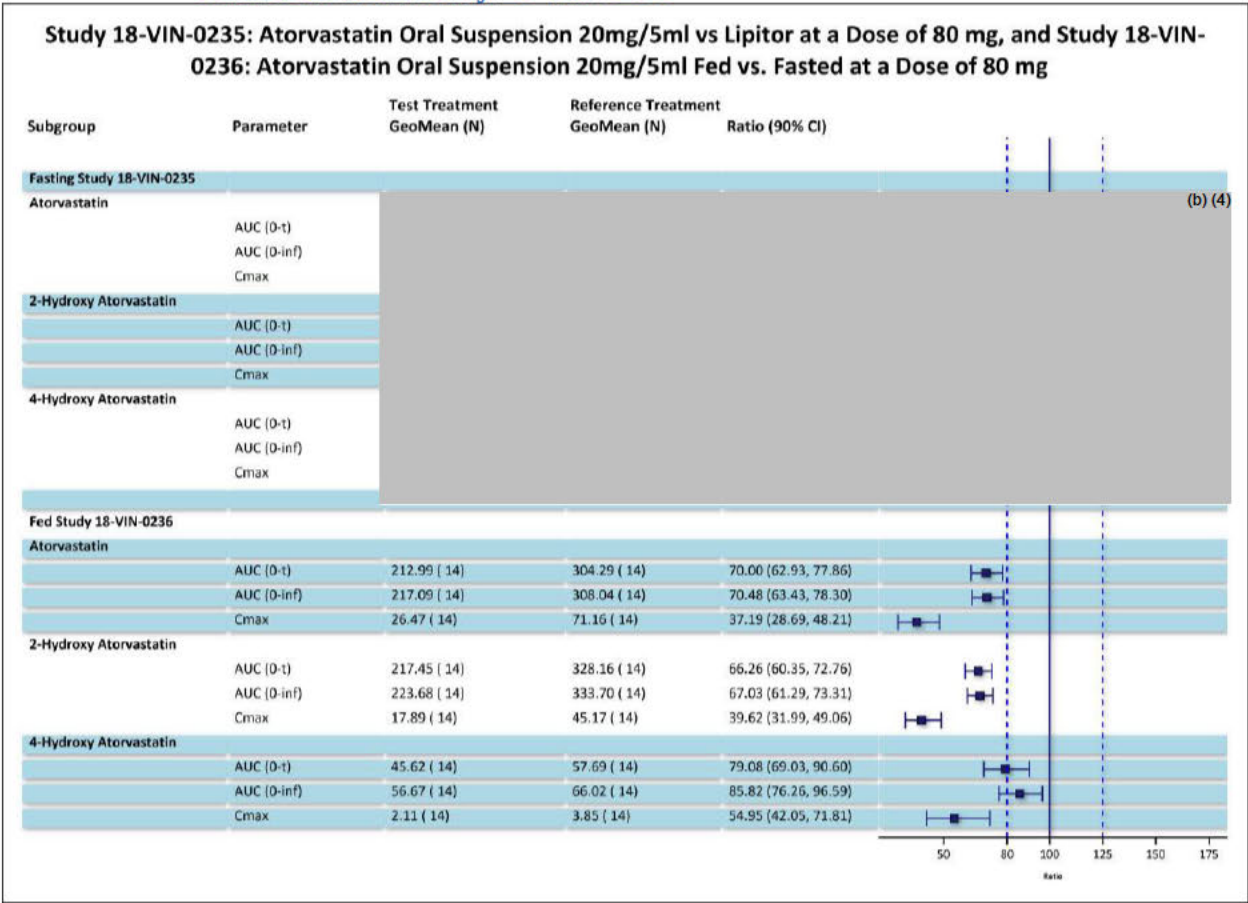 Study 18-VIN-0235: Atorvastatin Oral Suspension 20mg/5ml vs Lipitor at a Dose of 80 mg, and Study 18-VIN-
0236: Atorvastatin Oral Suspension 20mg/5ml Fed vs. Fasted at a Dose of 80 mg
Test Treatment Reference Treatment
Subgroup Parameter GeoMean (N) GeoMean (N) Ratio (90% CI)
Fasting Study 18-VIN-0235
Atorvastatin (b) (4)
AUC (0-t)
AUC (0-inf)
Cmax
2-Hydroxy Atorvastatin
AUC (0-t)
AUC (0-inf)
Cmax
4-Hydroxy Atorvastatin
AUC (0-t)
AUC (0-inf)
Cmax
Fed Study 18-VIN-0236
Atorvastatin
AUC (0-t) 212.99 ( 14) 304.29 ( 14) 70.00 (62.93, 77.86)
AUC (0-inf) 217.09 ( 14) 308.04 ( 14) 70.48 (63.43, 78.30)
Cmax 26.47 ( 14) 71.16 ( 14) 37.19 (28.69, 48.21)
2-Hydroxy Atorvastatin
AUC (0-t) 217.45 ( 14) 328.16 ( 14) 66.26 (60.35, 72.76)
AUC (0-inf) 223.68 ( 14) 333.70 ( 14) 67.03 (61.29, 73.31)
Cmax 17.89 ( 14) 45.17 ( 14) 39.62 (31.99, 49.06)
4-Hydroxy Atorvastatin
AUC (0-t) 45.62 ( 14) 57.69 ( 14) 79.08 (69.03, 90.60)
AUC (0-inf) 56.67 ( 14) 66.02 ( 14) 85.82 (76.26, 96.59)
Cmax 2.11 ( 14) 3.85 ( 14) 54.95 (42.05, 71.81)
50 80 100 125 150 175
Ratio